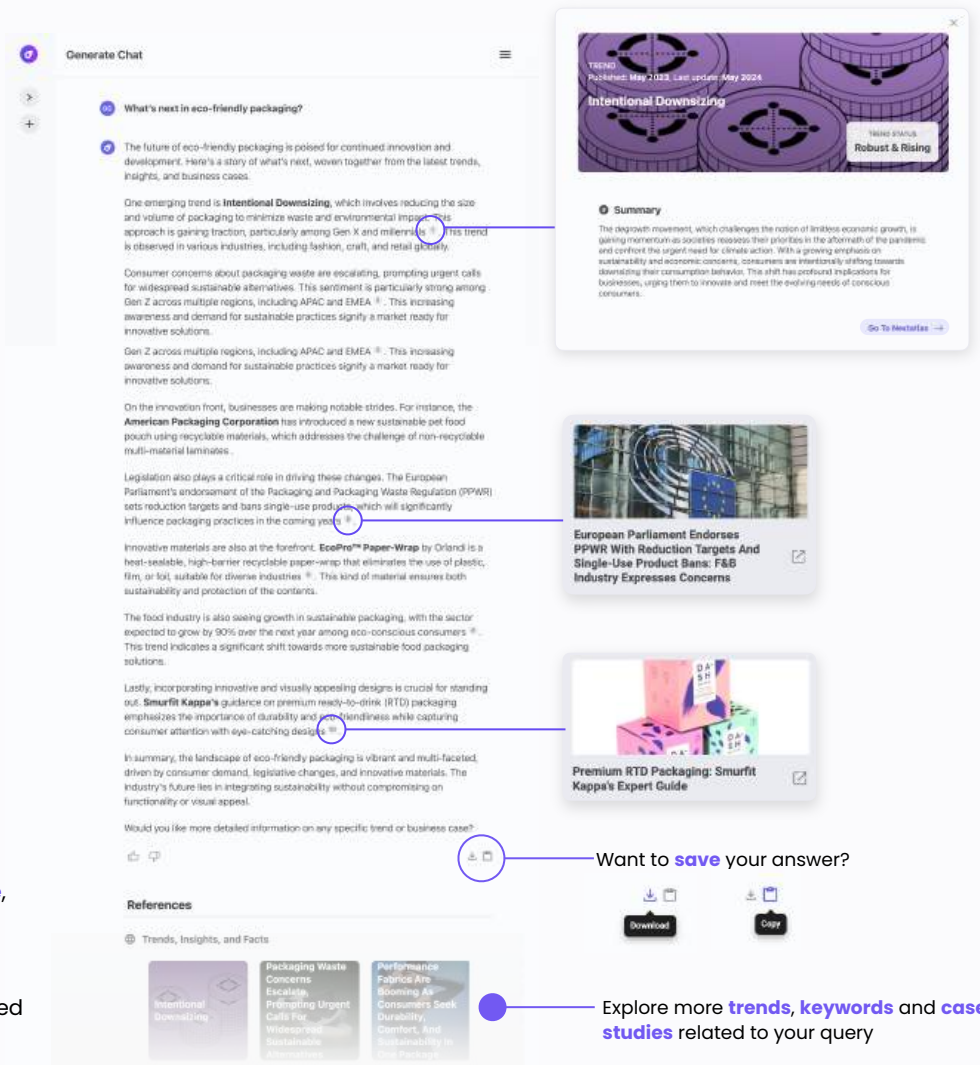 Generate Chat
What's next in eco-friendly packaging?
The future of eco-friendly packaging is poised for continued innovation and
development. Here's a story of what's next, woven together from the latest trends,
insights, and business cases.
One emerging trend is Intentional Downsizing, which involves reducing the size
and volume of packaging to minimize waste and environmental impact. This
approach is gaining traction, particularly among Gen X and millennials. This trend
is observed in various industries, including fashion, craft, and retail globally.
Consumer concerns about packaging waste are escalating, prompting urgent calls
for widespread sustainable alternatives. This sentiment is particularly strong among
Gen Z across multiple regions, including APAC and EMEA. This increasing
awareness and demand for sustainable practices signify a market ready for
innovative solutions.
Gen Z across multiple regions, including APAC and EMEA. This increasing
awareness and demand for sustainable practices signify a market ready for
innovative solutions.
On the innovation front, businesses are making notable strides. For instance, the
American Packaging Corporation has introduced a new sustainable pet food
pouch using recyclable materials, which addresses the challenge of non-recyclable
multi-material laminates.
Legislation also plays a critical role in driving these changes. The European
Parliament's endorsement of the Packaging and Packaging Waste Regulation (PPWR)
sets reduction targets and bans single-use products, which will significantly
influence packaging practices in the coming years.
Innovative materials are also at the forefront. EcoPro™ Paper-Wrap by Orlandi is a
heat-sealable, high-barrier recyclable paper-wrap that eliminates the use of plastic,
film, or foil, suitable for diverse industries. This kind of material ensures both
sustainability and protection of the contents.
The food industry is also seeing growth in sustainable packaging, with the sector
expected to grow by 90% over the next year among eco-conscious consumers.
This trend indicates a significant shift towards more sustainable food packaging
solutions.
Lastly, incorporating innovative and visually appealing designs is crucial for standing
out. Smurfit Kappa's guidance on premium ready-to-drink (RTD) packaging
emphasizes the importance of durability and eco-friendliness while capturing
consumer attention with eye-catching designs
In summary, the landscape of eco-friendly packaging is vibrant and multi-faceted,
driven by consumer demand, legislative changes, and innovative materials. The
industry's future lies in integrating sustainability without compromising on
functionality or visual appeal.
Would you like more detailed information on any specific trend or business case?
References
Trends, Insights, and Facts
Intentional
Downsizing
Packaging Waste
Concerns
Escalate,
Prompting Urgent
Calls For
Widespread
Sustainable
Alternatives
Performance
Fabrics Are
Booming As
Consumers Seek
Durability,
Comfort, And
Sustainability In
One Package
TREND
Published: May 2023, Last update: May 2024
Intentional Downsizing
TREND STATUS
Robust & Rising
Summary
The degrowth movement, which challenges the notion of limitless economic growth, is
gaining momentum as societies reassess their priorities in the aftermath of the pandemic
and confront the urgent need for climate action. With a growing emphasis on
sustainability and economic concerns, consumers are intentionally shifting towards
downsizing their consumption behavior. This shift has profound implications for
businesses, urging them to innovate and meet the evolving needs of conscious
consumers.
Go To Nextatlas →
European Parliament Endorses
PPWR With Reduction Targets And
Single-Use Product Bans: F&B
Industry Expresses Concerns
DA-
SH
Premium RTD Packaging: Smurfit
Kappa's Expert Guide
Want to save your answer?
Download
Copy
Explore more trends, keywords and case
studies related to your query